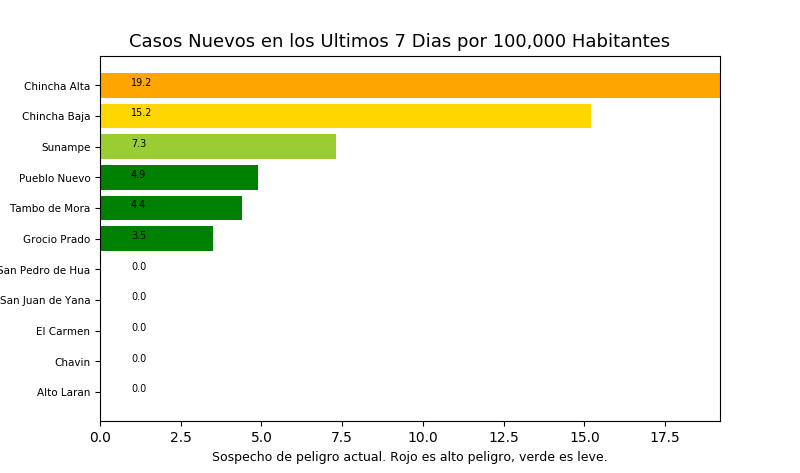 Casos Nuevos en los Ultimos 7 Dias por 100,000 Habitantes
Chincha Alta 19.2
Chincha Baja 15.2
Sunampe 7.3
Pueblo Nuevo 4.9
Tambo de Mora 4.4
Grocio Prado 3.5
San Pedro de Hua 0.0
San Juan de Yana 0.0
El Carmen 0.0
Chavin 0.0
Alto Laran 0.0
0.0 2.5 5.0 7.5 10.0 12.5 15.0 17.5
Sospecho de peligro actual. Rojo es alto peligro, verde es leve.